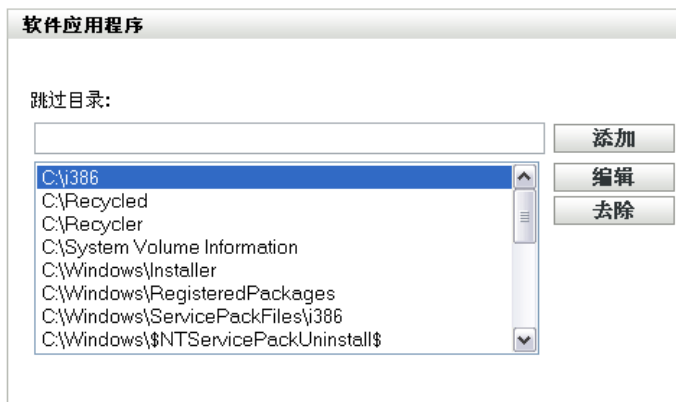 软件应用程序
跳过目录:
添加
C:\i386
编辑
C:\Recycled
去除
C:\Recycler
C:\System Volume Information
C:\Windows\Installer
C:\Windows\RegisteredPackages
C:\Windows\ServicePackFiles\i386
C:\Windows\$NTServicePackUninstall$